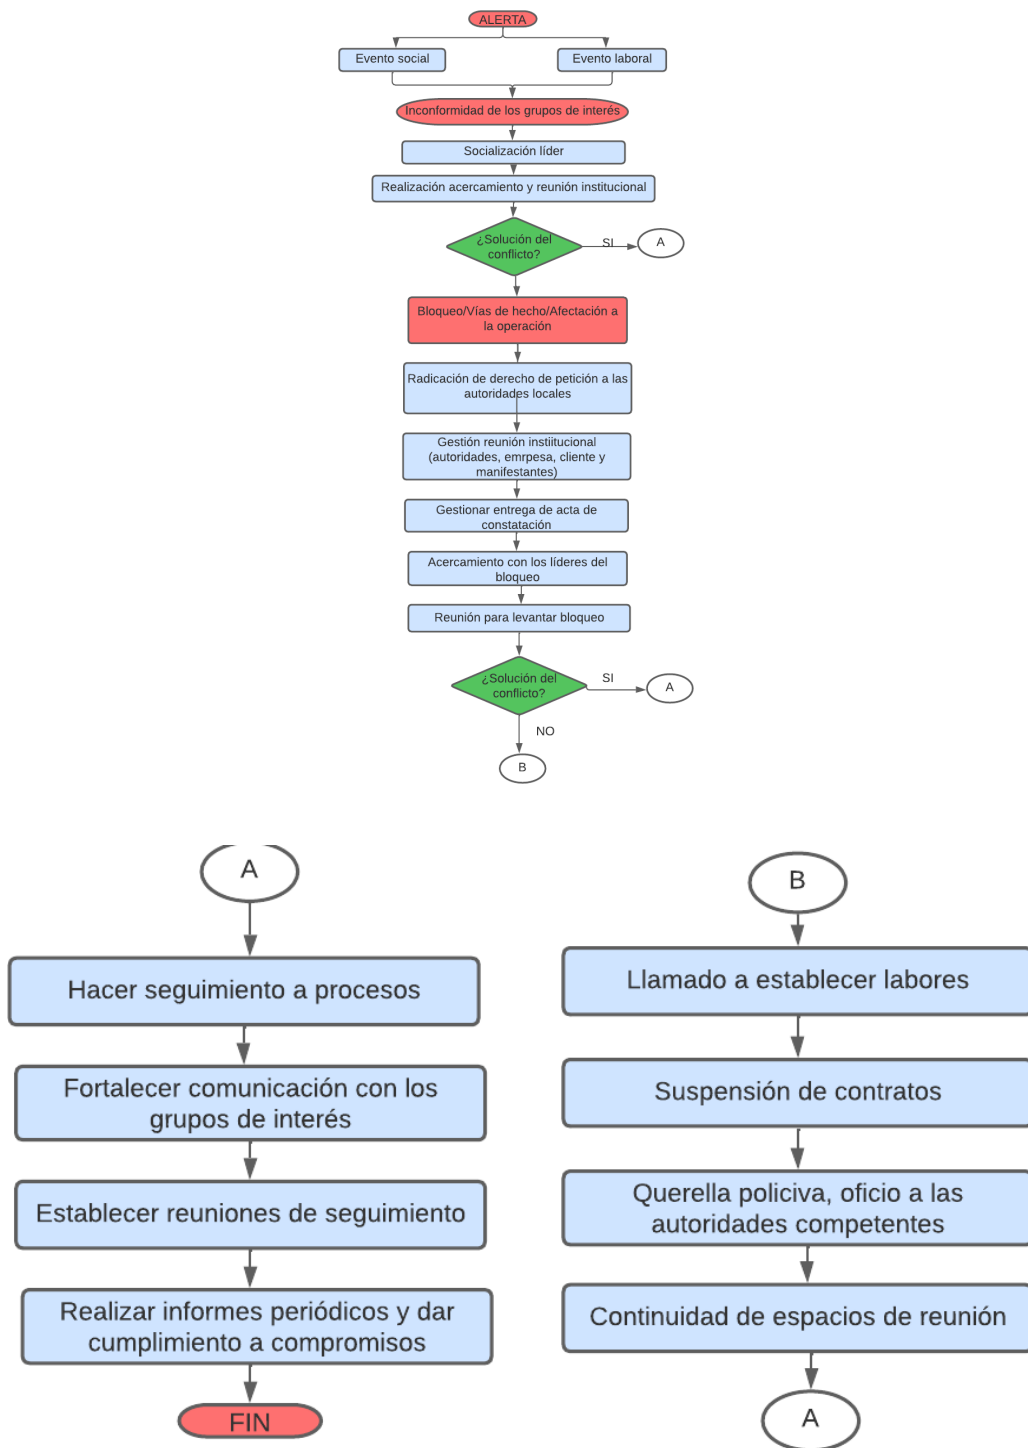 ALERTA
Evento social
Evento laboral
Inconformidad de los grupos de interés
Socialización líder
Realización acercamiento y reunión institucional
¿Solución del
conflicto?
SI
A
Bloqueo/Vías de hecho/Afectación a
la operación
Radicación de derecho de petición a las
autoridades locales
Gestión reunión instiitucional
(autoridades, emrpesa, cliente y
manifestantes)
Gestionar entrega de acta de
constatación
Acercamiento con los líderes del
bloqueo
Reunión para levantar bloqueo
¿Solución del
conflicto?
SI
A
NO
B
A
Hacer seguimiento a procesos
Fortalecer comunicación con los
grupos de interés
Establecer reuniones de seguimiento
Realizar informes periódicos y dar
cumplimiento a compromisos
FIN
B
Llamado a establecer labores
Suspensión de contratos
Querella policiva, oficio a las
autoridades competentes
Continuidad de espacios de reunión
A